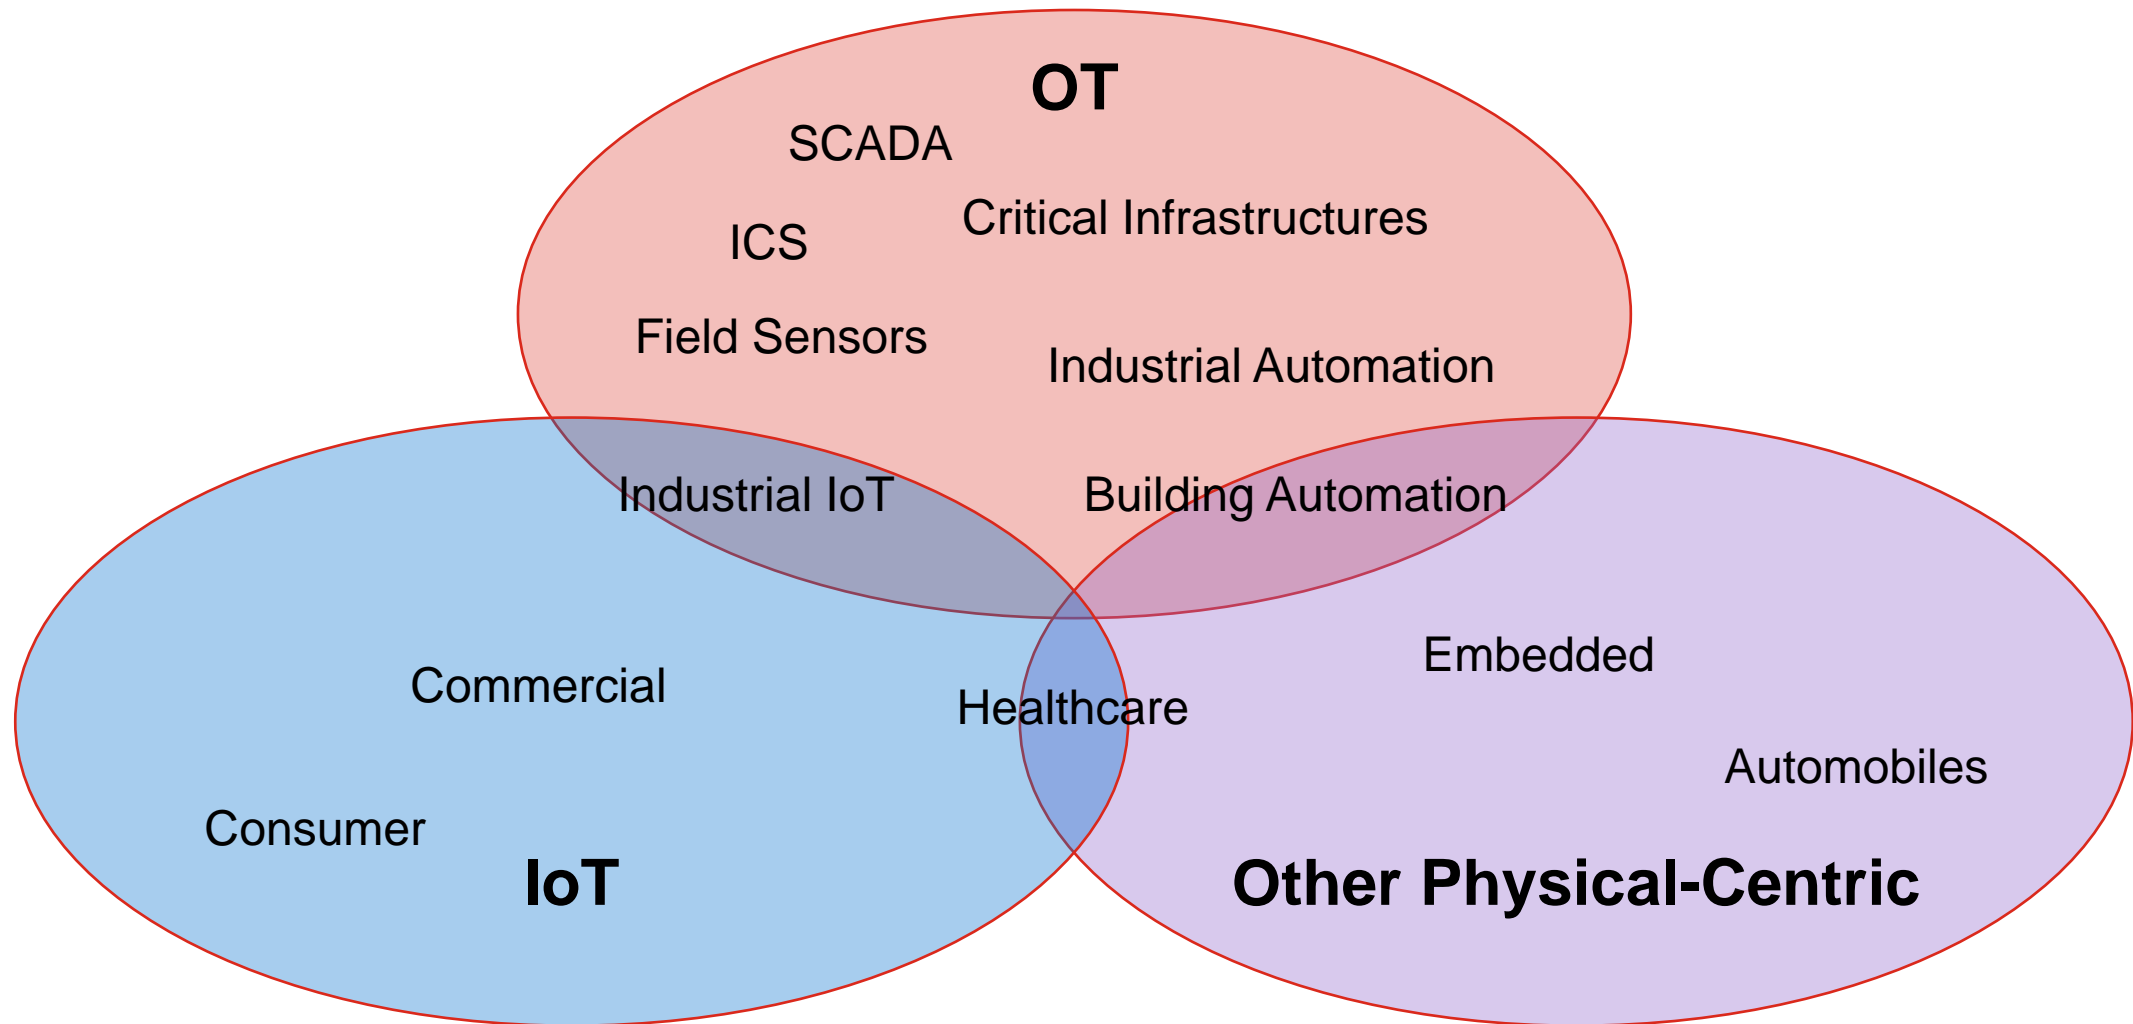 OT
SCADA
Critical Infrastructures
ICS
Field Sensors
Industrial Automation
Industrial IoT
Building Automation
Embedded
Commercial
Healthcare
Automobiles
Consumer
IoT
Other Physical-Centric